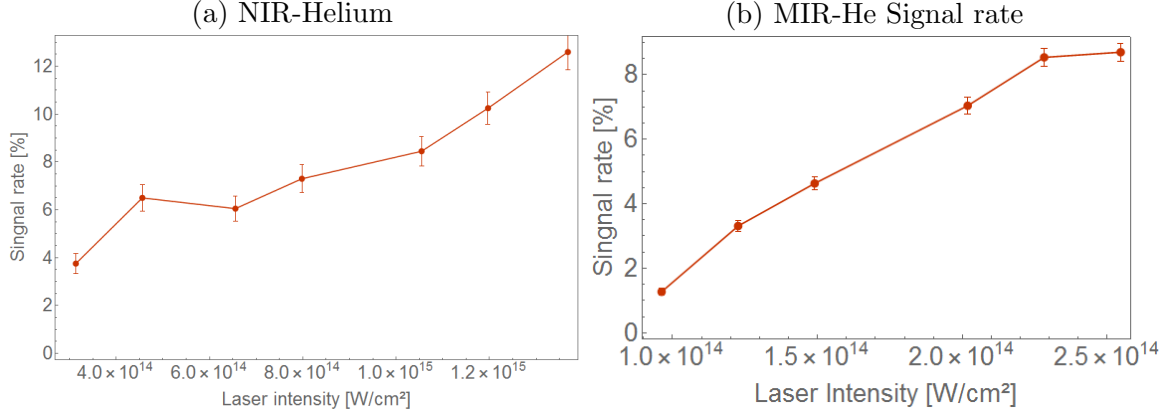 (a) NIR-Helium
12
10
8
6
4
2
0
Singnal rate [%]
4.0×10¹⁴ 6.0×10¹⁴ 8.0×10¹⁴ 1.0×10¹⁵ 1.2×10¹⁵
Laser intensity [W/cm²]
(b) MIR-He Signal rate
8
6
4
2
0
Singnal rate [%]
1.0×10¹⁴ 1.5×10¹⁴ 2.0×10¹⁴ 2.5×10¹⁴
Laser Intensity [W/cm²]